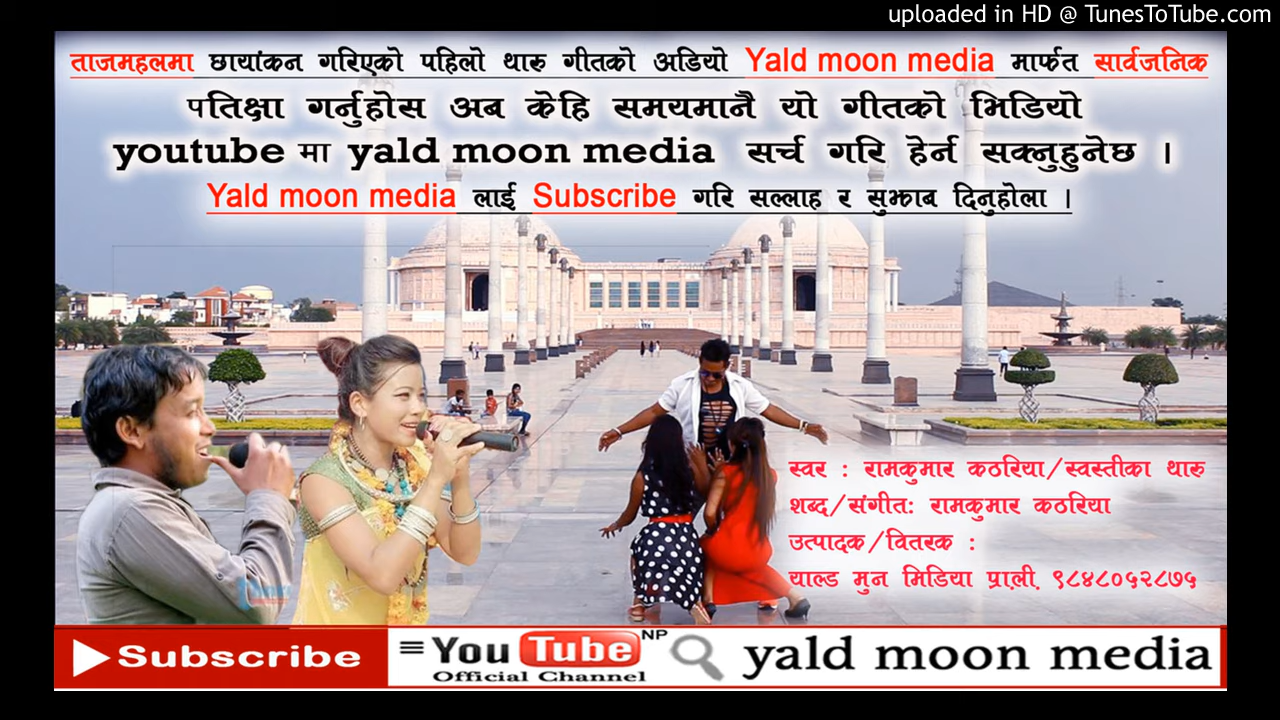 uploaded in HD @ TunesToTube.com
ताजमहलमा छायांकन गरिएको पहिलो थारु गीतको अडियो Yald moon media मार्फत सार्वजनिक
पतिक्षा गर्नुहोस अब केहि समयमानै यो गीतको भिडियो
youtube मा yald moon media सर्च गरि हेर्न सक्नुहुनेछ ।
Yald moon media लाई Subscribe गरि सल्लाह र सुझाब दिनुहोला ।
स्वर : रामकुमार कठरिया/स्वस्तीका थारु
शब्द/संगीत: रामकुमार कठरिया
उत्पादक/वितरक :
याल्ड मुन मिडिया प्रा.ली. ९८४८०५२८७५
Subscribe
YouTube NP
Official Channel
yald moon media